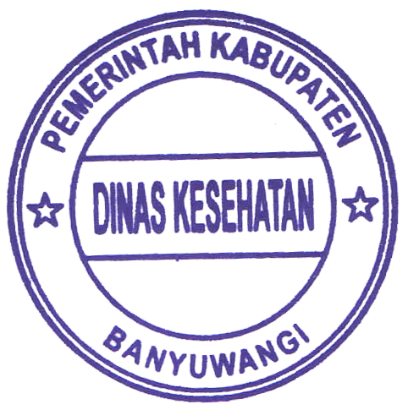 PEMERINTAH KABUPATEN
DINAS KESEHATAN
BANYUWANGI